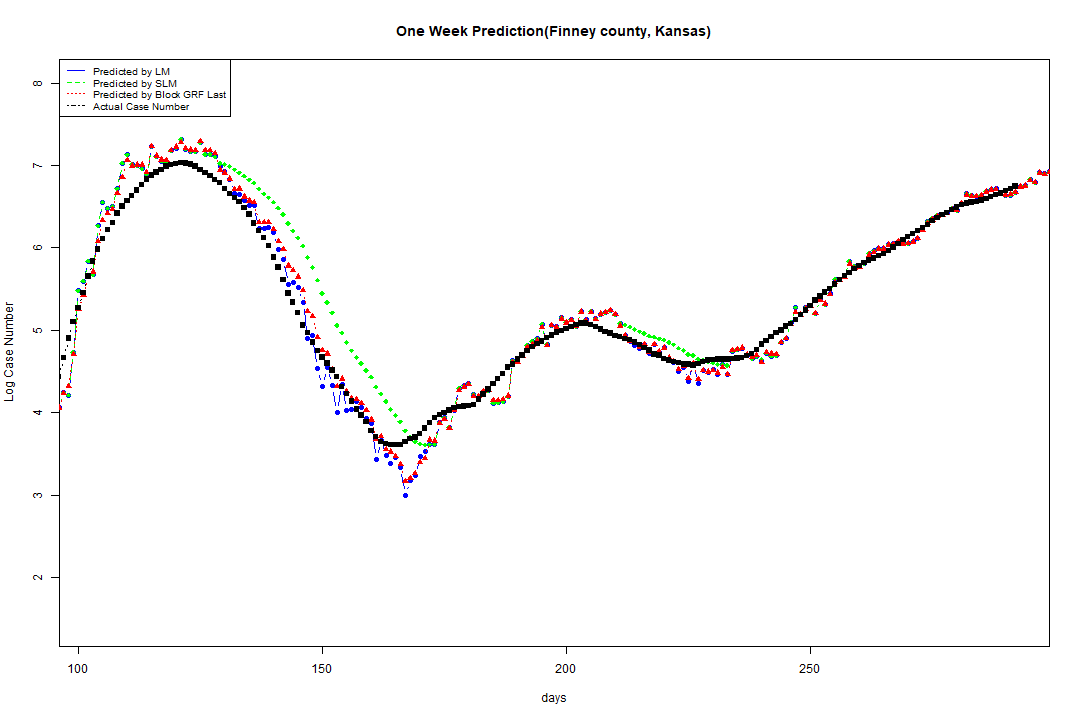 One Week Prediction(Finney county, Kansas)
Predicted by LM
Predicted by SLM
Predicted by Block GRF Last
Actual Case Number
8
7
6
5
4
3
2
Log Case Number
100 150 200 250
days